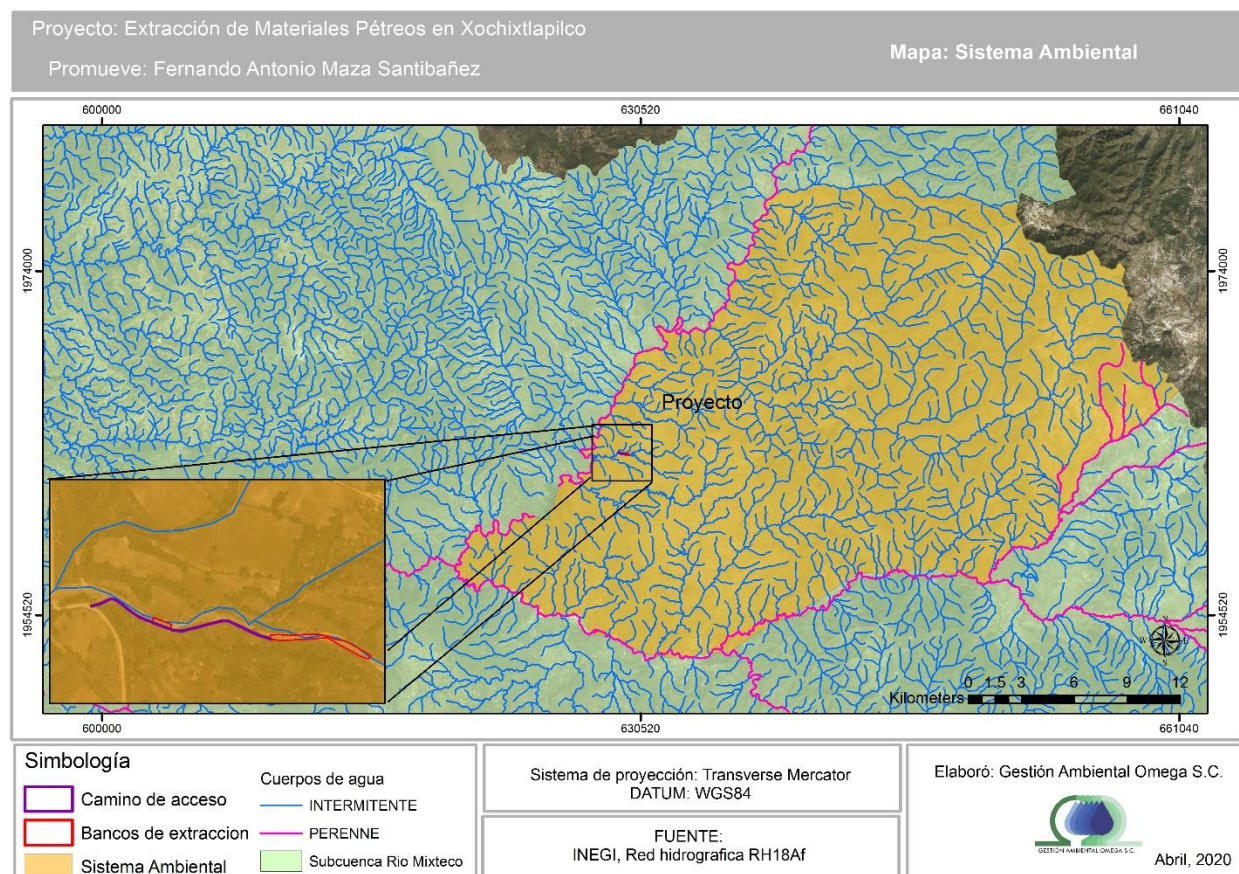 Proyecto: Extracción de Materiales Pétreos en Xochixtlapilco
Promueve: Fernando Antonio Maza Santibañez
Mapa: Sistema Ambiental
600000
630520
661040
1974000
1974000
Proyecto
1954520
1954520
N
W
E
S
0 1.5 3 6 9 12
Kilometers
600000
630520
661040
Simbología
Camino de acceso
Bancos de extraccion
Sistema Ambiental
Cuerpos de agua
INTERMITENTE
PERENNE
Subcuenca Rio Mixteco
Sistema de proyección: Transverse Mercator
DATUM: WGS84
FUENTE:
INEGI, Red hidrografica RH18Af
Elaboró: Gestión Ambiental Omega S.C.
GESTIÓN AMBIENTAL OMEGA S.C.
Abril, 2020